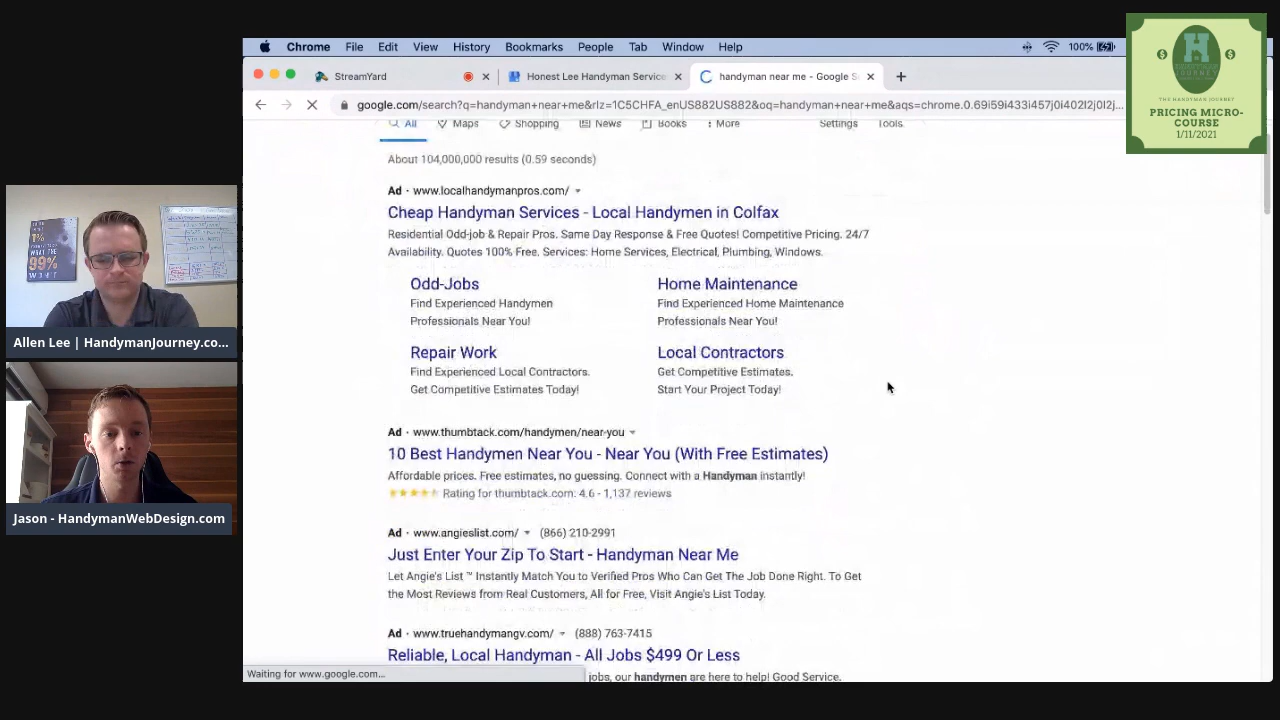 Chrome File Edit View History Bookmarks People Tab Window Help
100%
StreamYard
Honest Lee Handyman Service
handyman near me - Google S
google.com/search?q=handyman+near+me&rlz=1C5CHFA_enUS882US882&oq=handyman+near+me&aqs=chrome.0.69i59i433i457j0i402l2j0l2j...
All Maps Shopping News Books More Settings Tools
About 104,000,000 results (0.59 seconds)
Ad · www.localhandymanpros.com/
Cheap Handyman Services - Local Handymen in Colfax
Residential Odd-job & Repair Pros. Same Day Response & Free Quotes! Competitive Pricing. 24/7
Availability. Quotes 100% Free. Services: Home Services, Electrical, Plumbing, Windows.
Odd-Jobs
Find Experienced Handymen
Professionals Near You!
Home Maintenance
Find Experienced Home Maintenance
Professionals Near You!
Repair Work
Find Experienced Local Contractors.
Get Competitive Estimates Today!
Local Contractors
Get Competitive Estimates.
Start Your Project Today!
Ad · www.thumbtack.com/handymen/near-you
10 Best Handymen Near You - Near You (With Free Estimates)
Affordable prices. Free estimates, no guessing. Connect with a Handyman instantly!
Rating for thumbtack.com: 4.6 - 1,137 reviews
Ad · www.angieslist.com/ (866) 210-2991
Just Enter Your Zip To Start - Handyman Near Me
Let Angie's List ™ Instantly Match You to Verified Pros Who Can Get The Job Done Right. To Get
the Most Reviews from Real Customers, All for Free, Visit Angie's List Today.
Ad · www.truehandymangv.com/ (888) 763-7415
Reliable, Local Handyman - All Jobs $499 Or Less
jobs, our handymen are here to help! Good Service.
Waiting for www.google.com...
THE HANDYMAN JOURNEY
PRICING MICRO-
COURSE
1/11/2021
1%
WHAT THE
99%
WON'T
Allen Lee | HandymanJourney.co...
Jason - HandymanWebDesign.com